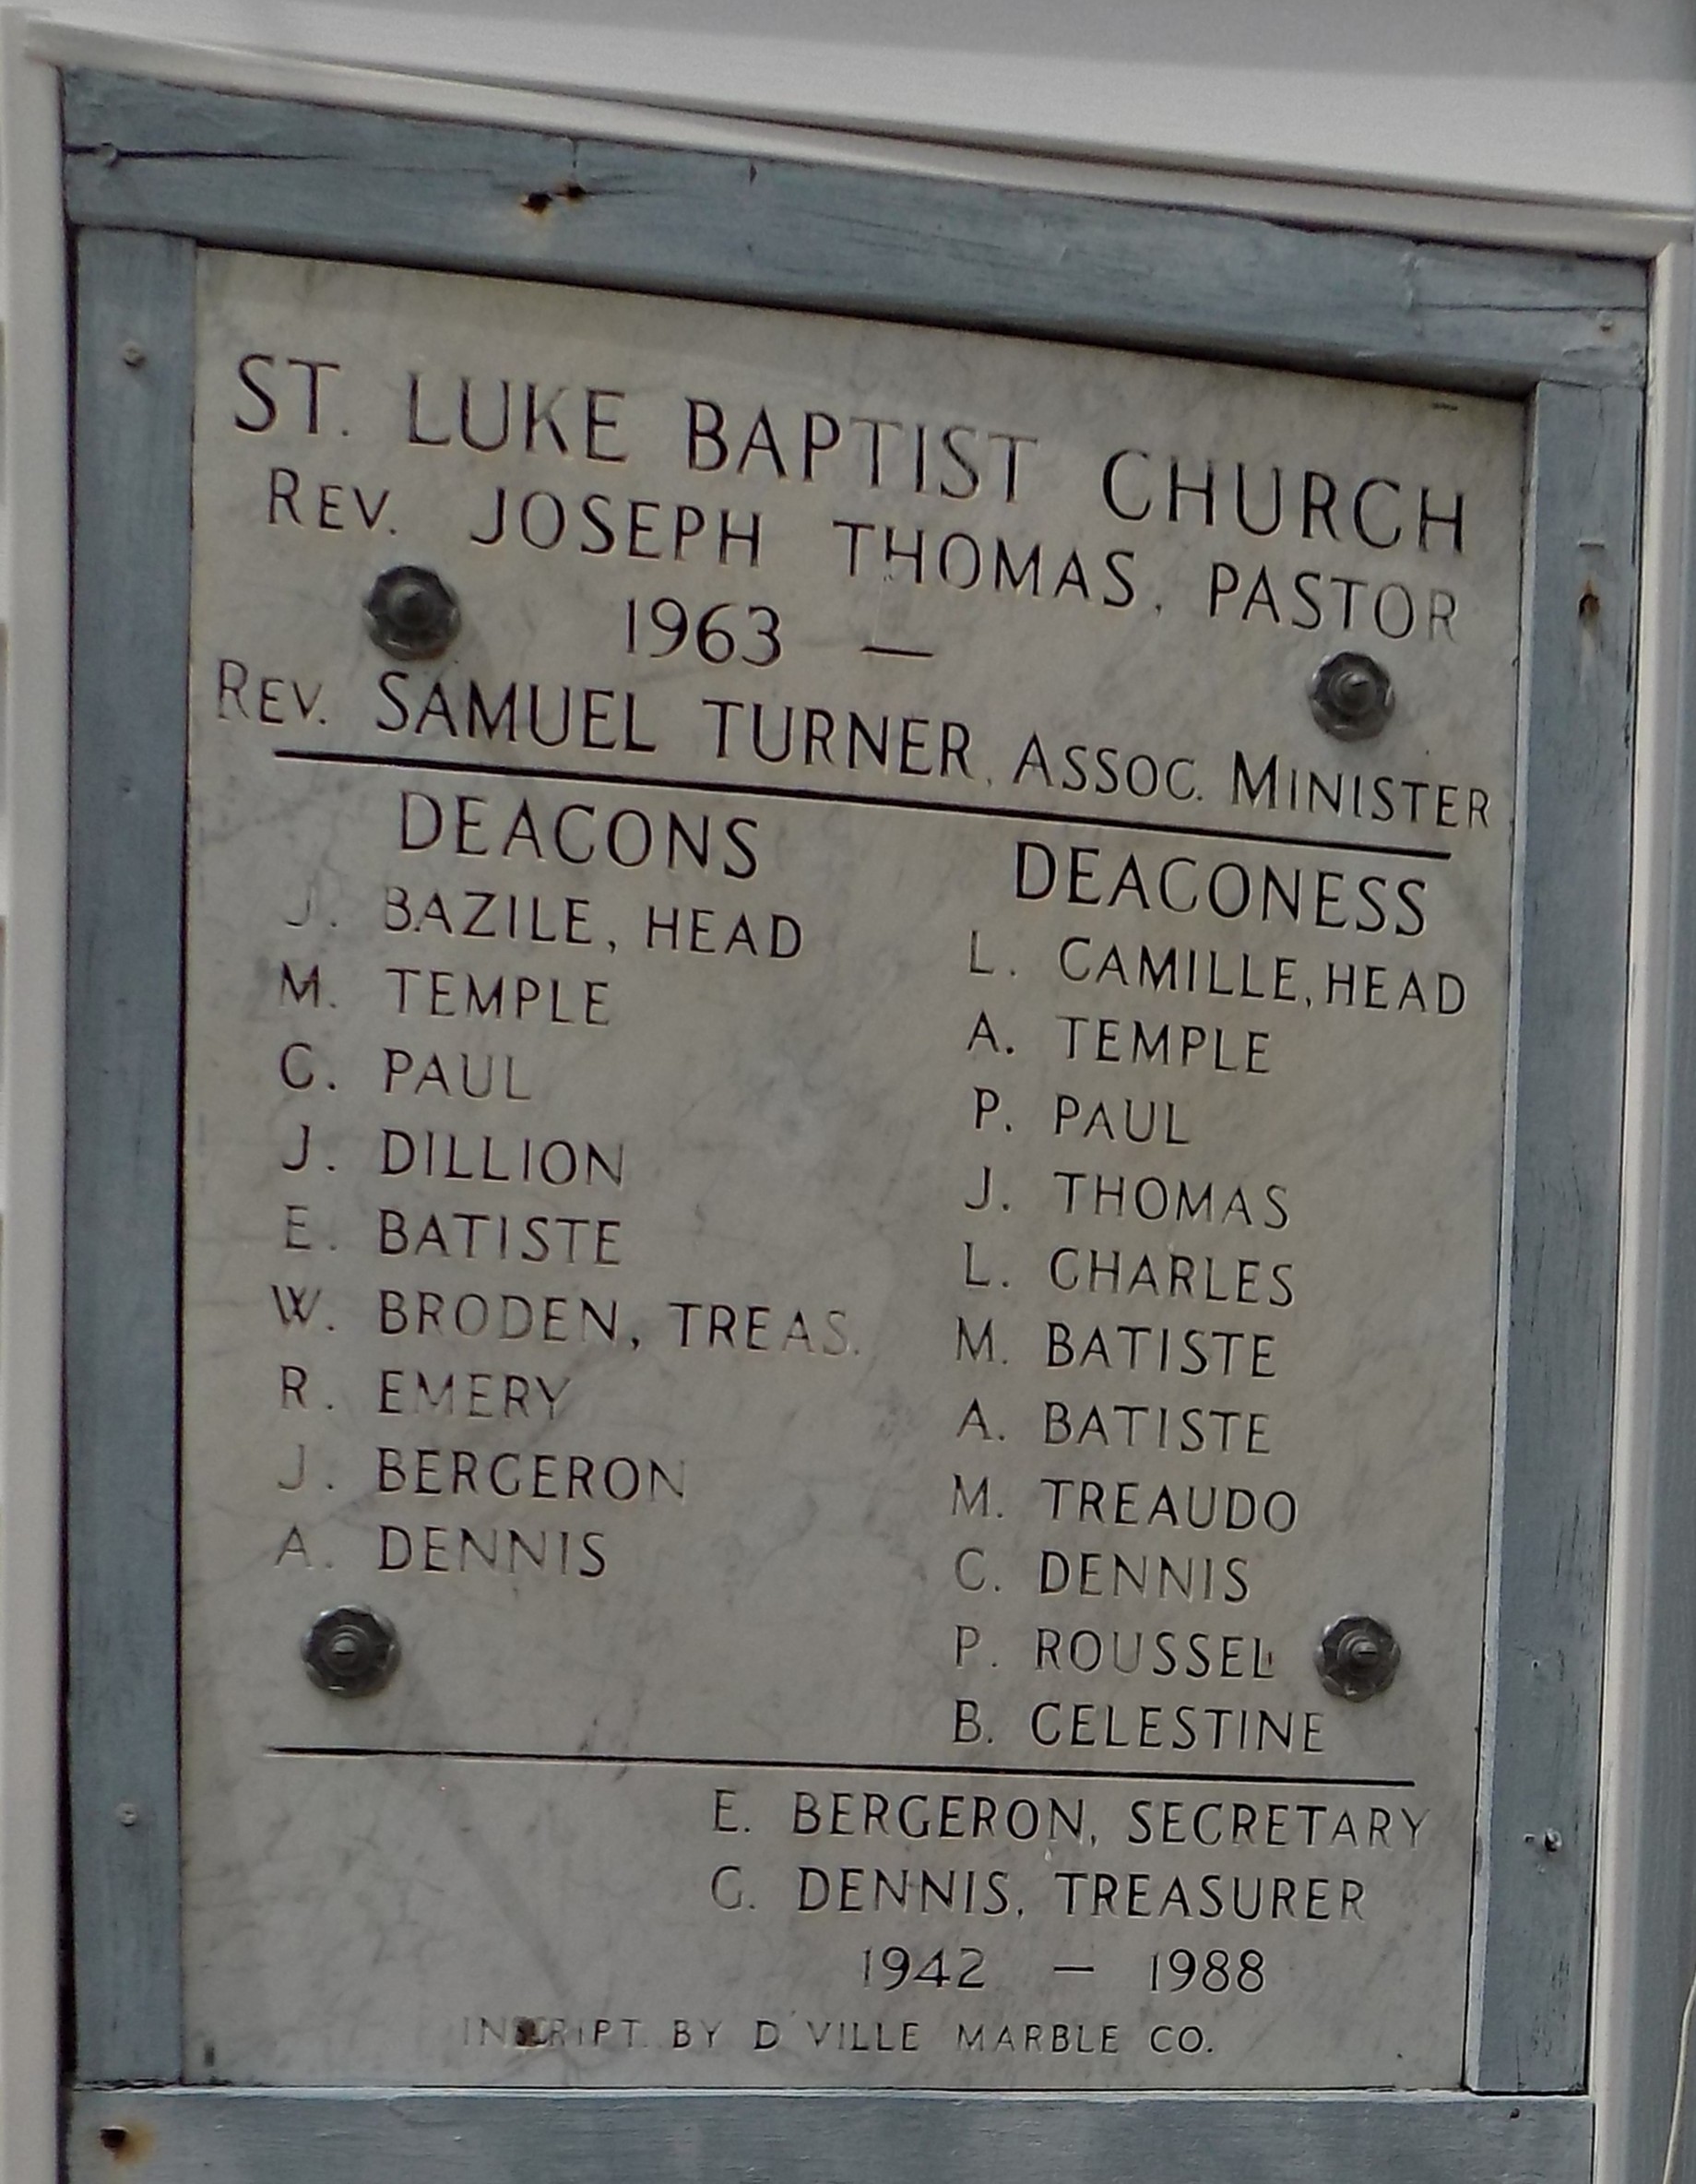 ST. LUKE BAPTIST CHURCH
REV. JOSEPH THOMAS, PASTOR
1963 —
REV. SAMUEL TURNER, ASSOC. MINISTER
DEACONS
J. BAZILE, HEAD
M. TEMPLE
C. PAUL
J. DILLION
E. BATISTE
W. BRODEN, TREAS.
R. EMERY
J. BERGERON
A. DENNIS
DEACONESS
L. CAMILLE, HEAD
A. TEMPLE
P. PAUL
J. THOMAS
L. CHARLES
M. BATISTE
A. BATISTE
M. TREAUDO
C. DENNIS
P. ROUSSEL
B. CELESTINE
E. BERGERON, SECRETARY
G. DENNIS, TREASURER
1942 — 1988
INSCRIPT. BY D'VILLE MARBLE CO.